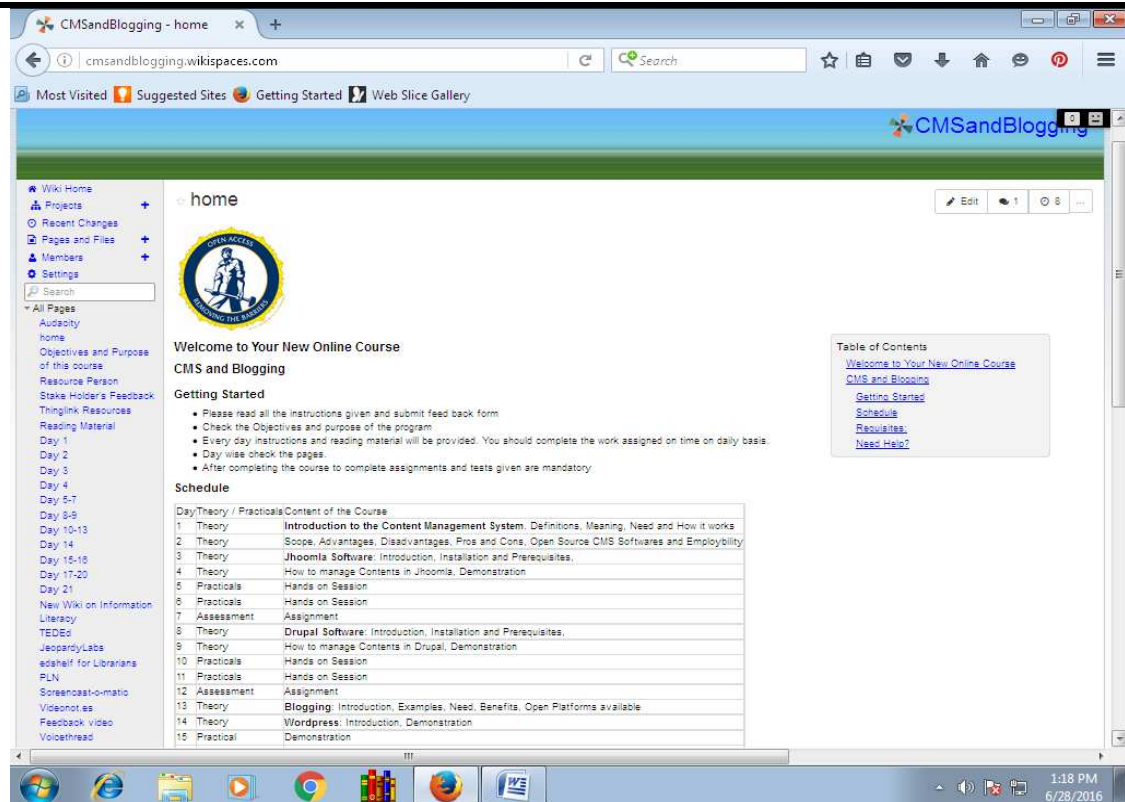 CMSandBlogging - home
cmsandblogging.wikispaces.com
Search
Most Visited Suggested Sites Getting Started Web Slice Gallery
CMSandBlogging
0
Wiki Home
Projects
Recent Changes
Pages and Files
Members
Settings
Search
All Pages
Audacity
home
Objectives and Purpose
of this course
Resource Person
Stake Holder's Feedback
Thinglink Resources
Reading Material
Day 1
Day 2
Day 3
Day 4
Day 5-7
Day 8-9
Day 10-13
Day 14
Day 15-16
Day 17-20
Day 21
New Wiki on Information
Literacy
TEDEd
JeopardyLabs
edshelf for Librarians
PLN
Screencast-o-matic
Videonot.es
Feedback video
Voicethread
home
Edit 1 8 ...
OPEN ACCESS
REMOVING THE BARRIERS
Welcome to Your New Online Course
CMS and Blogging
Getting Started
• Please read all the instructions given and submit feed back form
• Check the Objectives and purpose of the program
• Every day instructions and reading material will be provided. You should complete the work assigned on time on daily basis.
• Day wise check the pages.
• After completing the course to complete assignments and tests given are mandatory
Schedule
Day Theory / Practicals Content of the Course
1 Theory Introduction to the Content Management System, Definitions, Meaning, Need and How it works
2 Theory Scope, Advantages, Disadvantages, Pros and Cons, Open Source CMS Softwares and Employbility
3 Theory Jhoomla Software: Introduction, Installation and Prerequisites,
4 Theory How to manage Contents in Jhoomla, Demonstration
5 Practicals Hands on Session
6 Practicals Hands on Session
7 Assessment Assignment
8 Theory Drupal Software: Introduction, Installation and Prerequisites,
9 Theory How to manage Contents in Drupal, Demonstration
10 Practicals Hands on Session
11 Practicals Hands on Session
12 Assessment Assignment
13 Theory Blogging: Introduction, Examples, Need, Benefits, Open Platforms available
14 Theory Wordpress: Introduction, Demonstration
15 Practical Demonstration
Table of Contents
Welcome to Your New Online Course
CMS and Blogging
Getting Started
Schedule
Requisites:
Need Help?
1:18 PM
6/28/2016